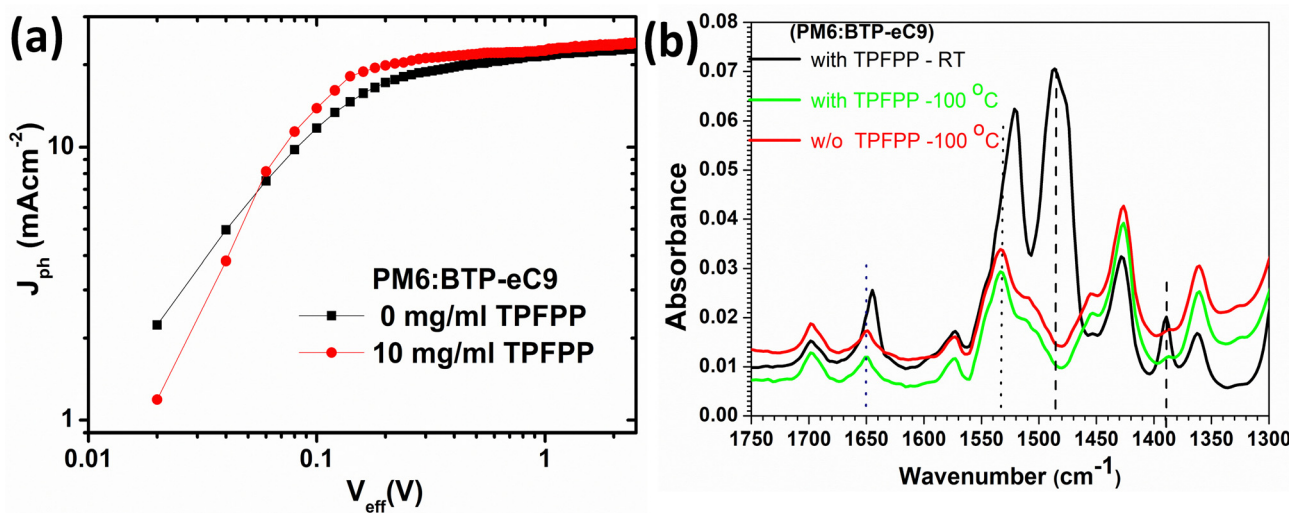 (a)
10
1
J_ph (mAcm⁻²)
PM6:BTP-eC9
0 mg/ml TPFPP
10 mg/ml TPFPP
0.01
0.1
1
V_eff(V)
(b)
(PM6:BTP-eC9)
with TPFPP - RT
with TPFPP -100 °C
w/o TPFPP -100 °C
0.08
0.07
0.06
0.05
0.04
0.03
0.02
0.01
0.00
Absorbance
1750 1700 1650 1600 1550 1500 1450 1400 1350 1300
Wavenumber (cm⁻¹)